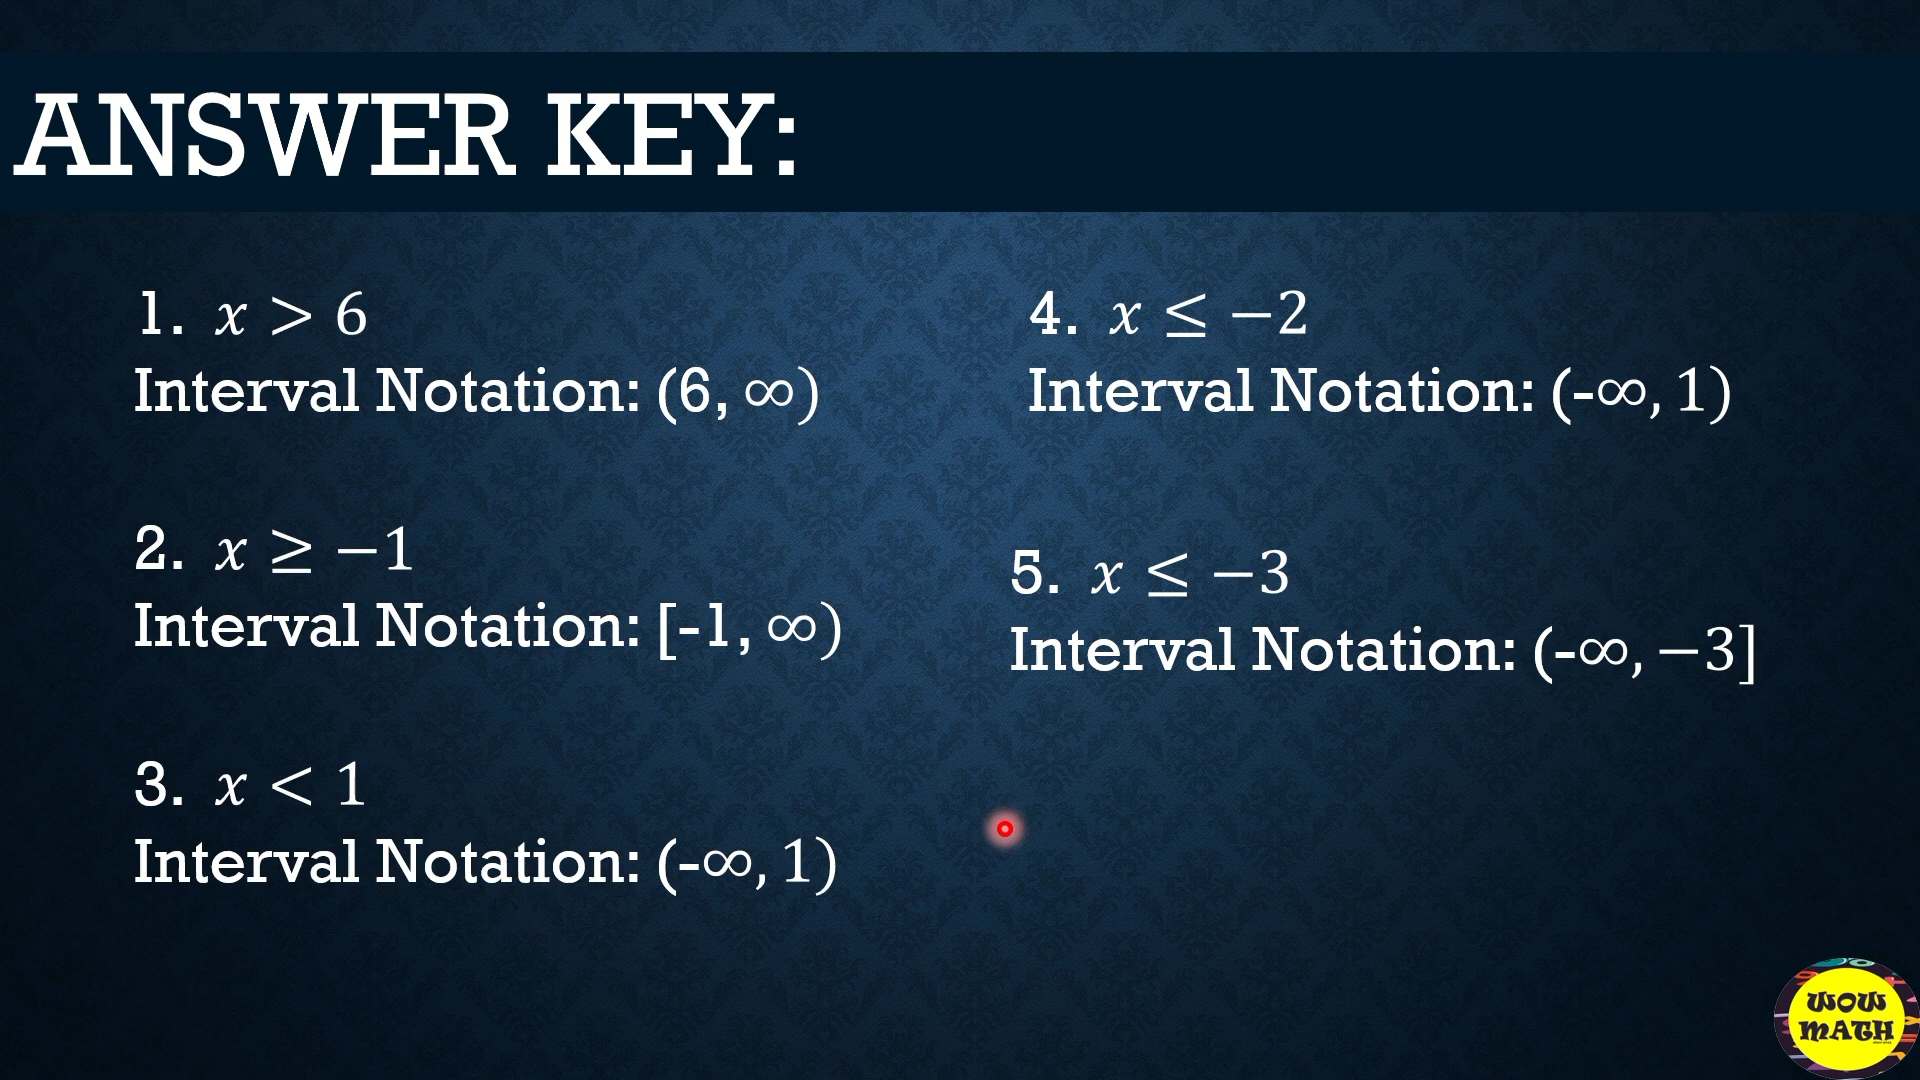 ANSWER KEY:
1. x > 6
Interval Notation: (6, ∞)
2. x ≥ −1
Interval Notation: [-1, ∞)
3. x < 1
Interval Notation: (-∞, 1)
4. x ≤ −2
Interval Notation: (-∞, 1)
5. x ≤ −3
Interval Notation: (-∞, −3]
WOW
MATH